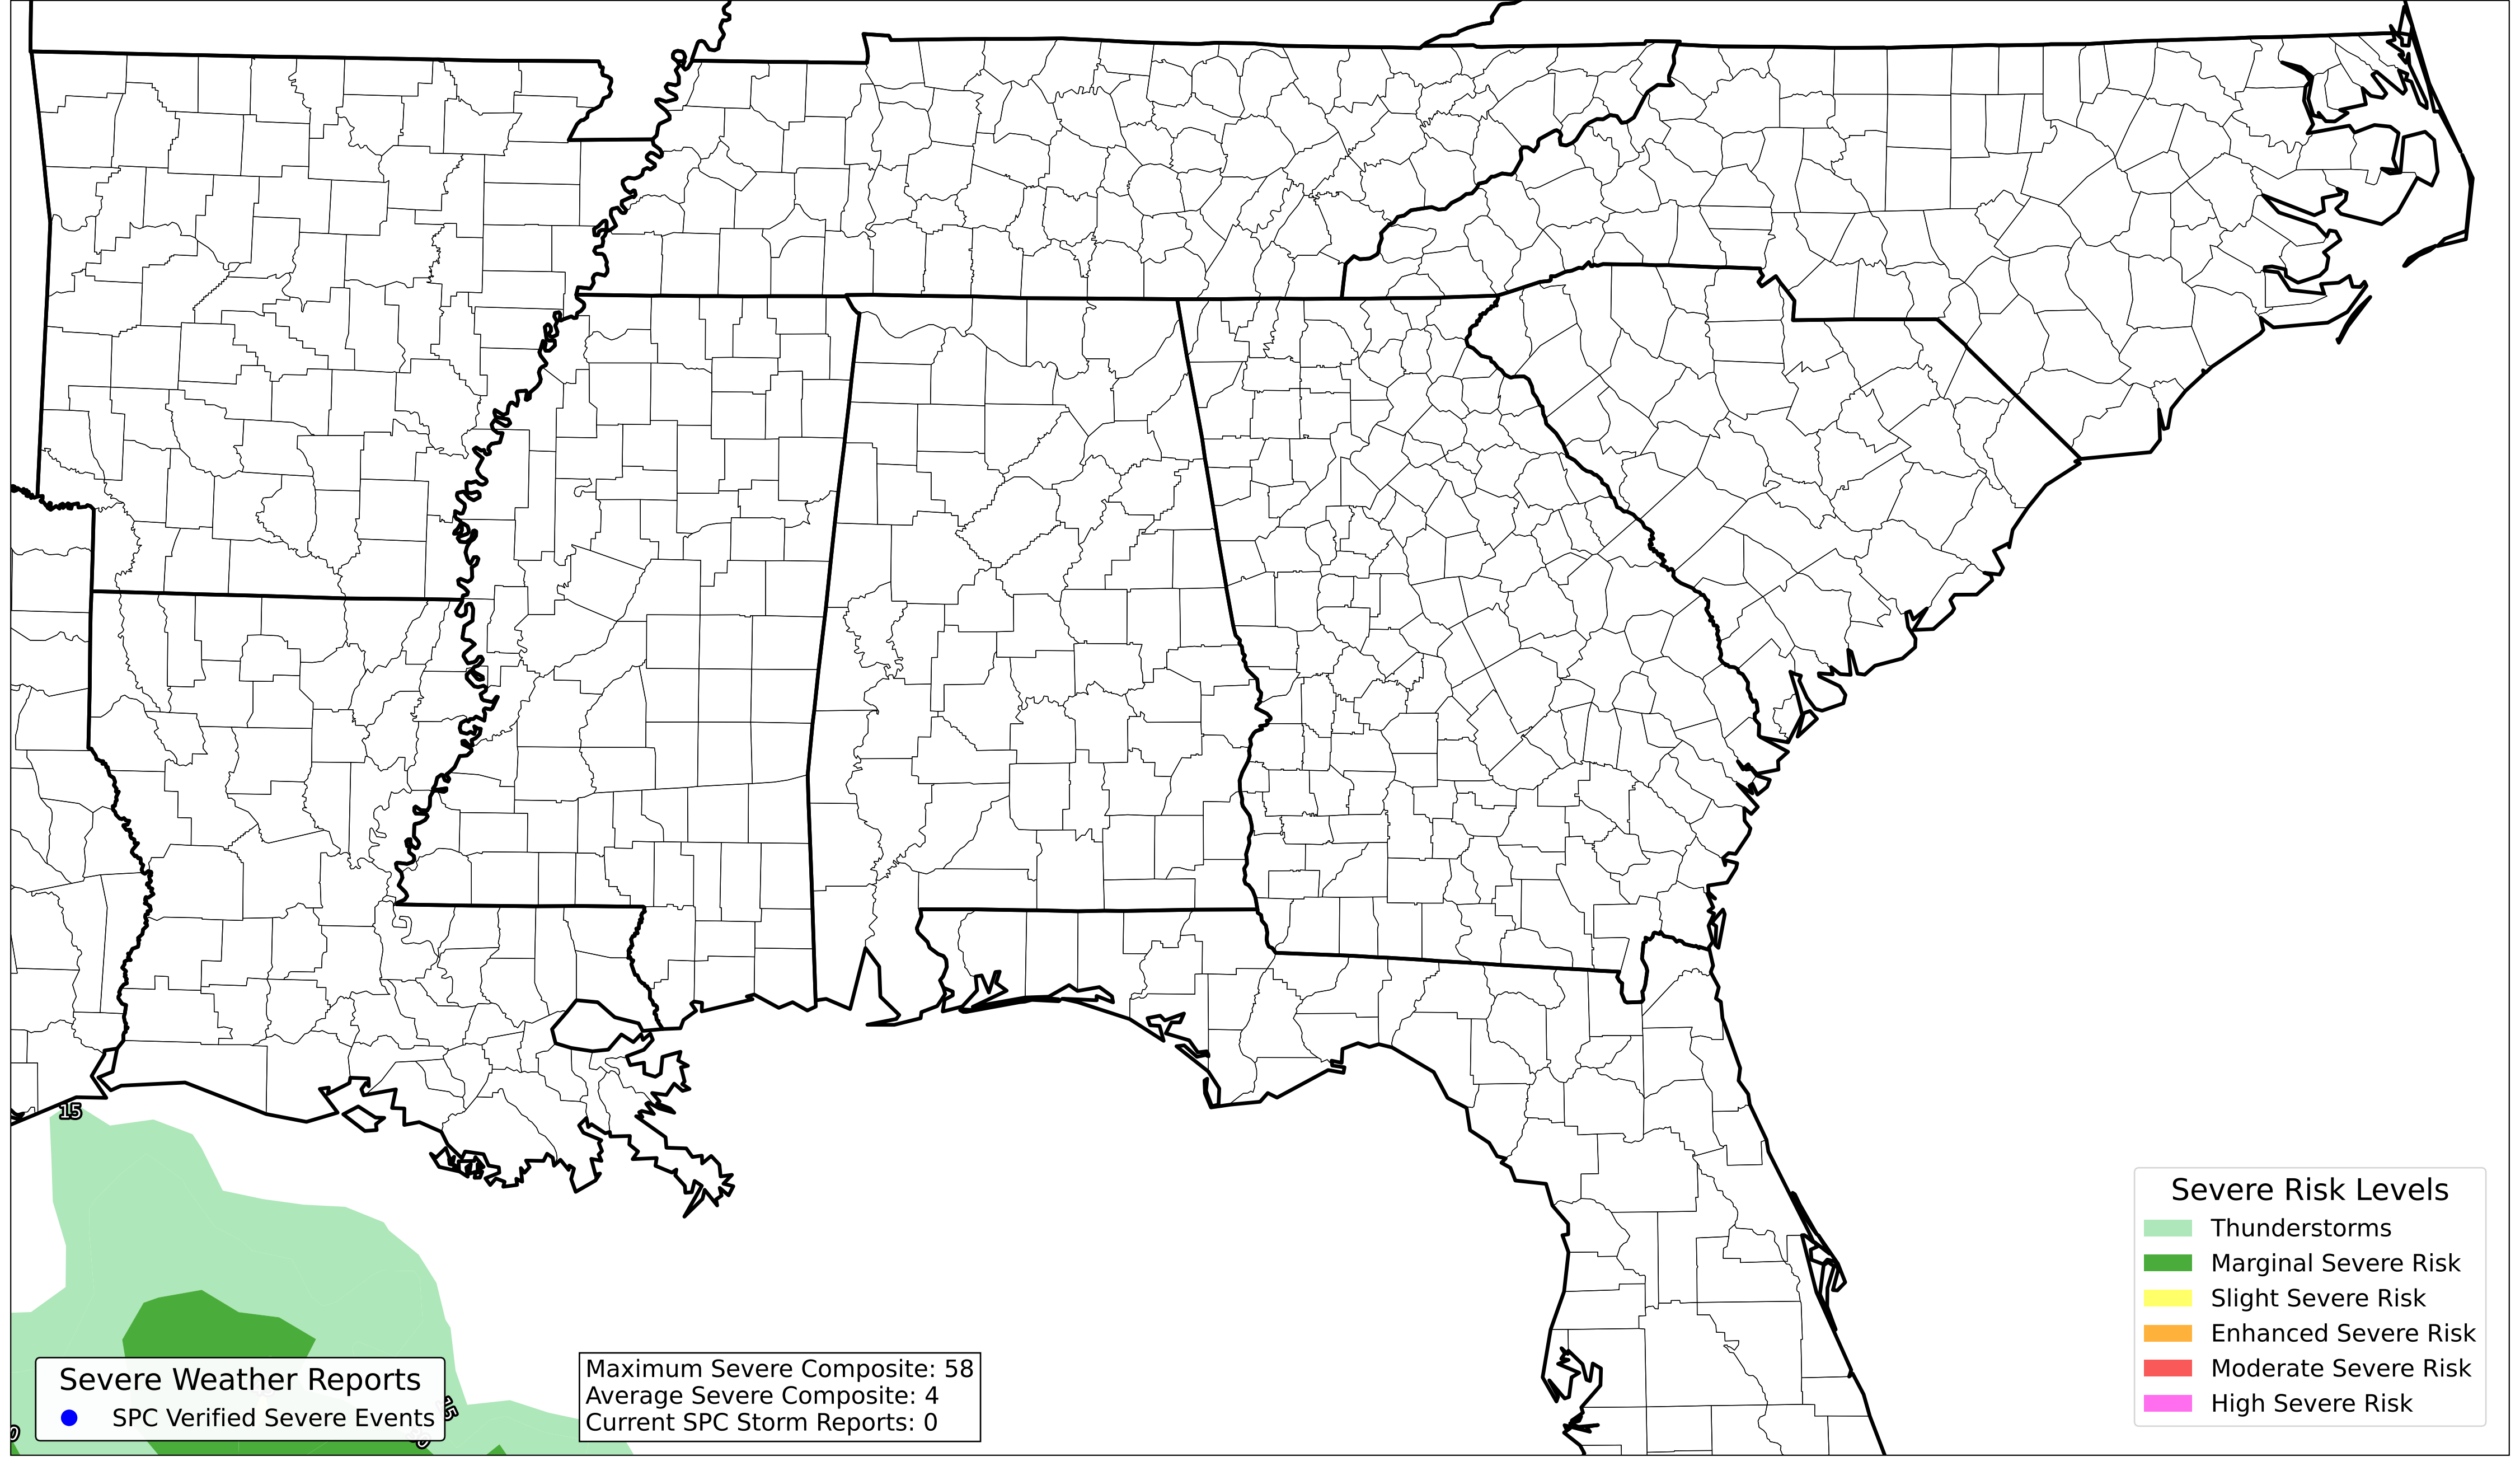 15
Severe Risk Levels
Thunderstorms
Marginal Severe Risk
Slight Severe Risk
Enhanced Severe Risk
Moderate Severe Risk
High Severe Risk
Maximum Severe Composite: 58
Average Severe Composite: 4
Current SPC Storm Reports: 0
Severe Weather Reports
SPC Verified Severe Events
15